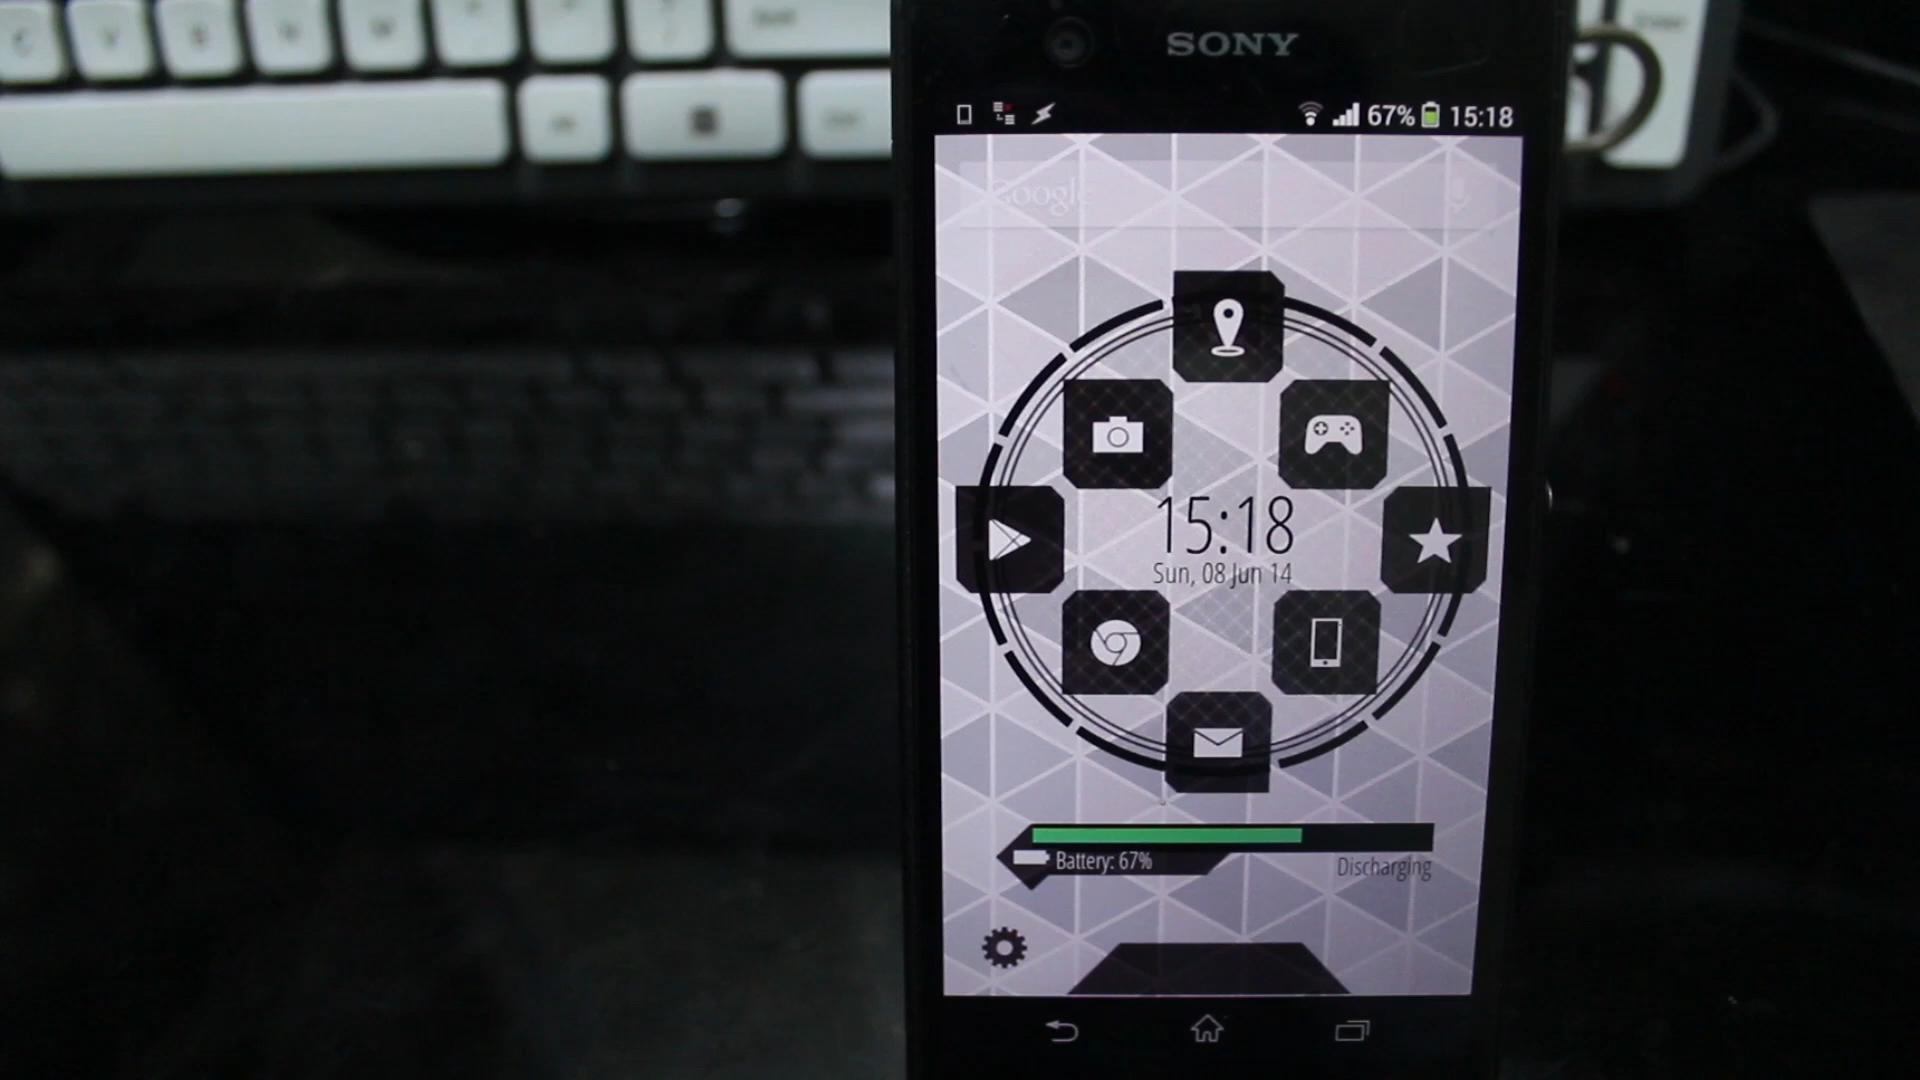 SONY
67% 15:18
Google
15:18
Sun, 08 Jun 14
Battery: 67%
Discharging